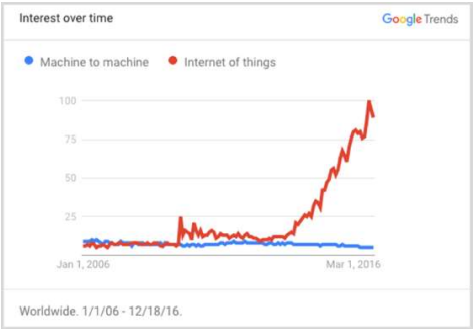 Interest over time
Google Trends
Machine to machine
Internet of things
100
75
50
25
Jan 1, 2006
Mar 1, 2016
Worldwide. 1/1/06 - 12/18/16.